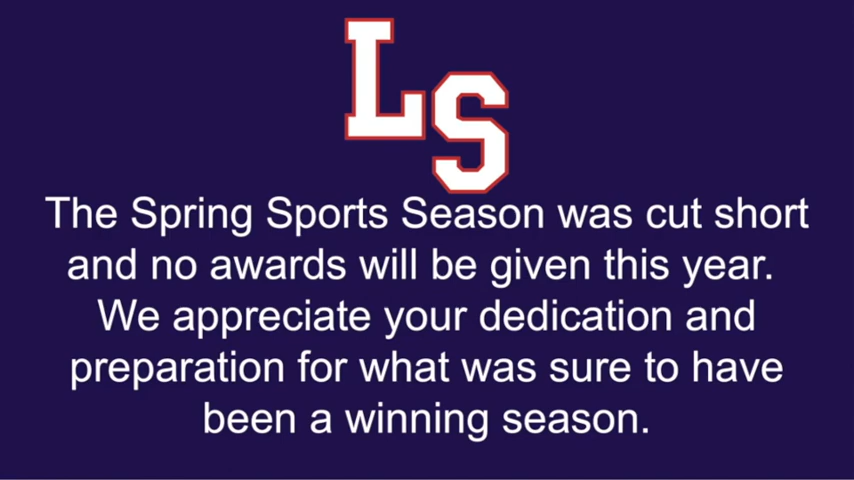 LS
The Spring Sports Season was cut short
and no awards will be given this year.
We appreciate your dedication and
preparation for what was sure to have
been a winning season.